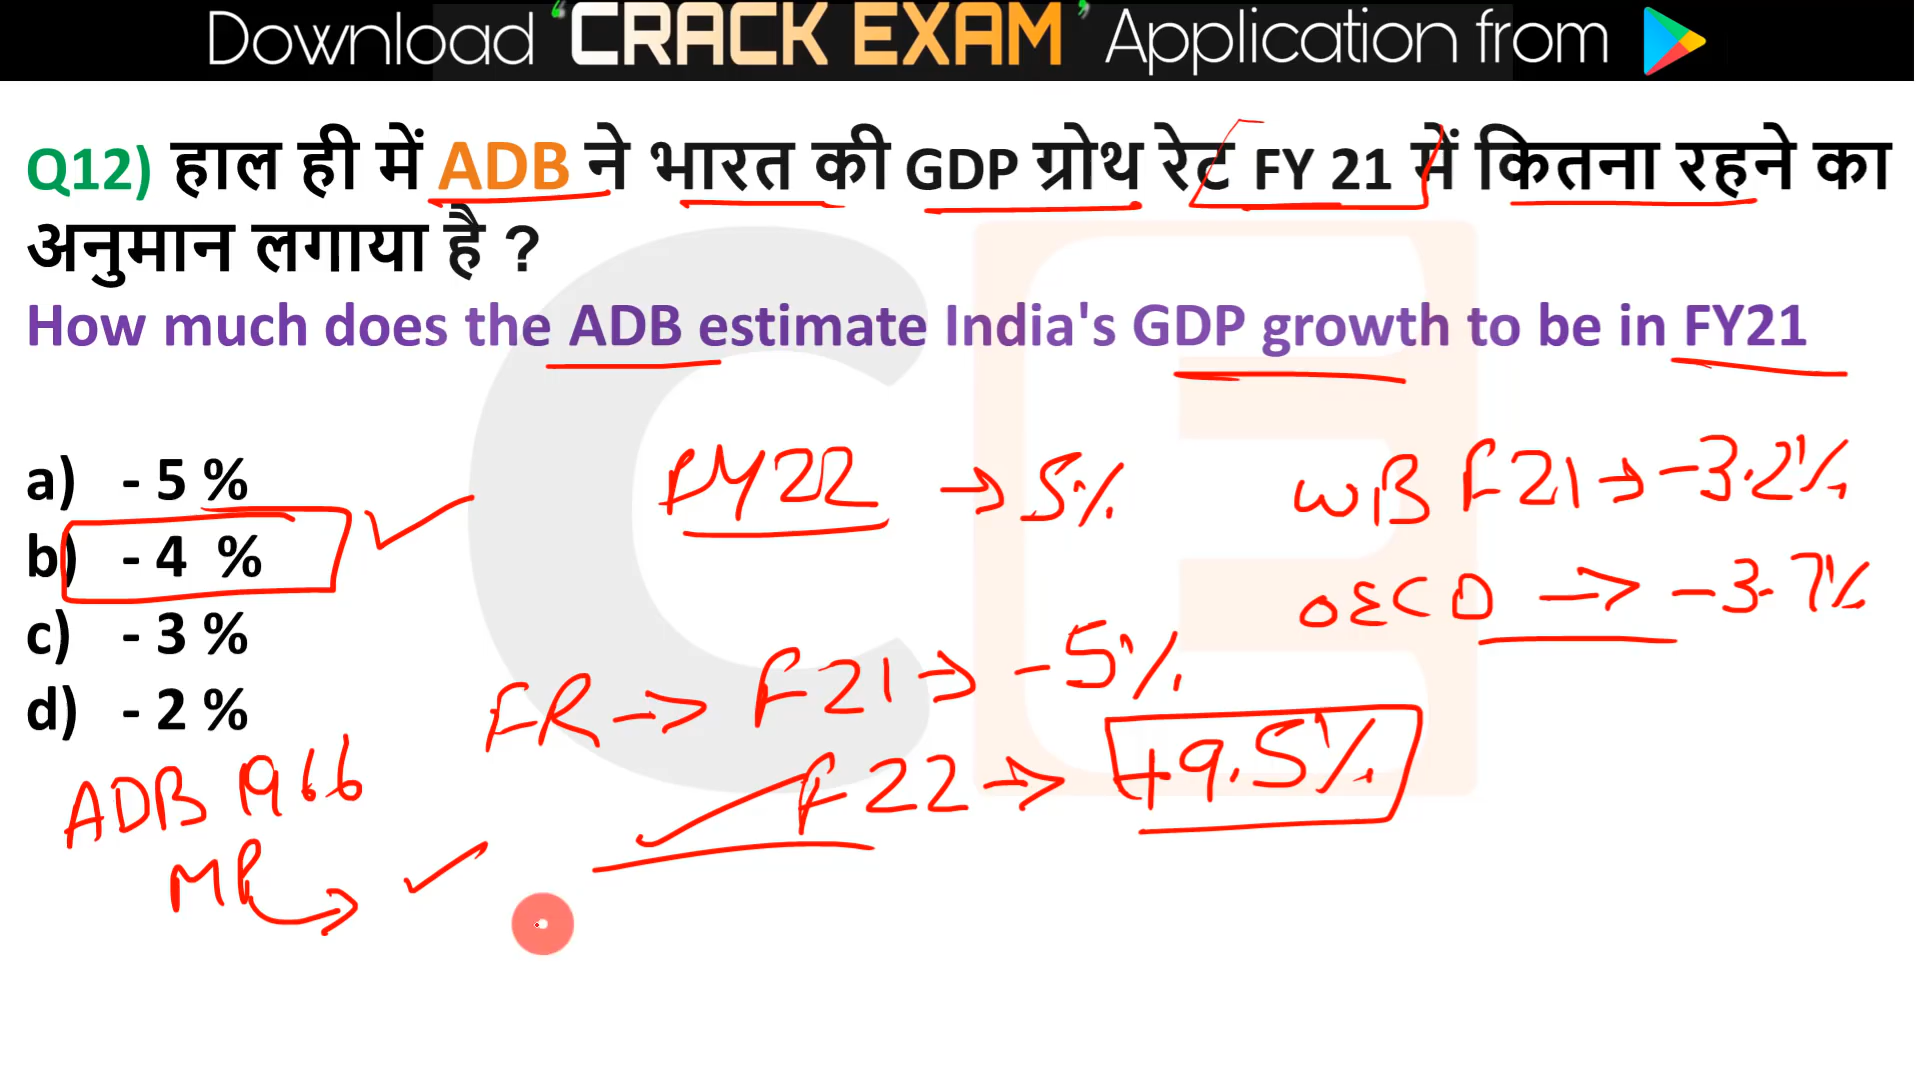 Download ‘CRACK EXAM’ Application from
Q12) हाल ही में ADB ने भारत की GDP ग्रोथ रेट FY 21 में कितना रहने का
अनुमान लगाया है ?
How much does the ADB estimate India's GDP growth to be in FY21
a) - 5 %
b) - 4 %
c) - 3 %
d) - 2 %
FY22 → 5%
WB F21 → -3.2%
OECD → -3.7%
FR → F21 → -5%
F22 → +9.5%
ADB 1966
MP →
CE